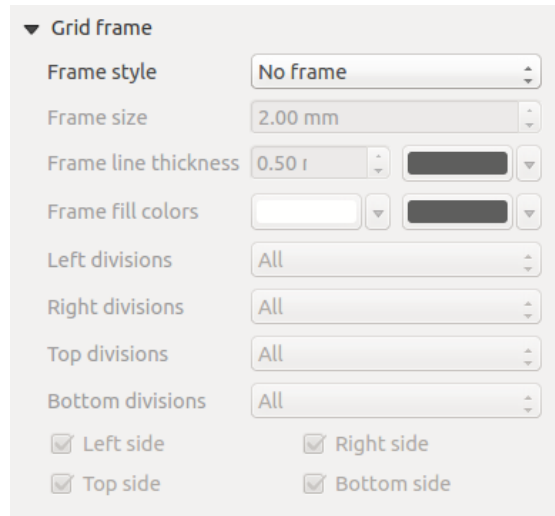 Grid frame
Frame style No frame
Frame size 2.00 mm
Frame line thickness 0.50 r
Frame fill colors
Left divisions All
Right divisions All
Top divisions All
Bottom divisions All
Left side Right side
Top side Bottom side